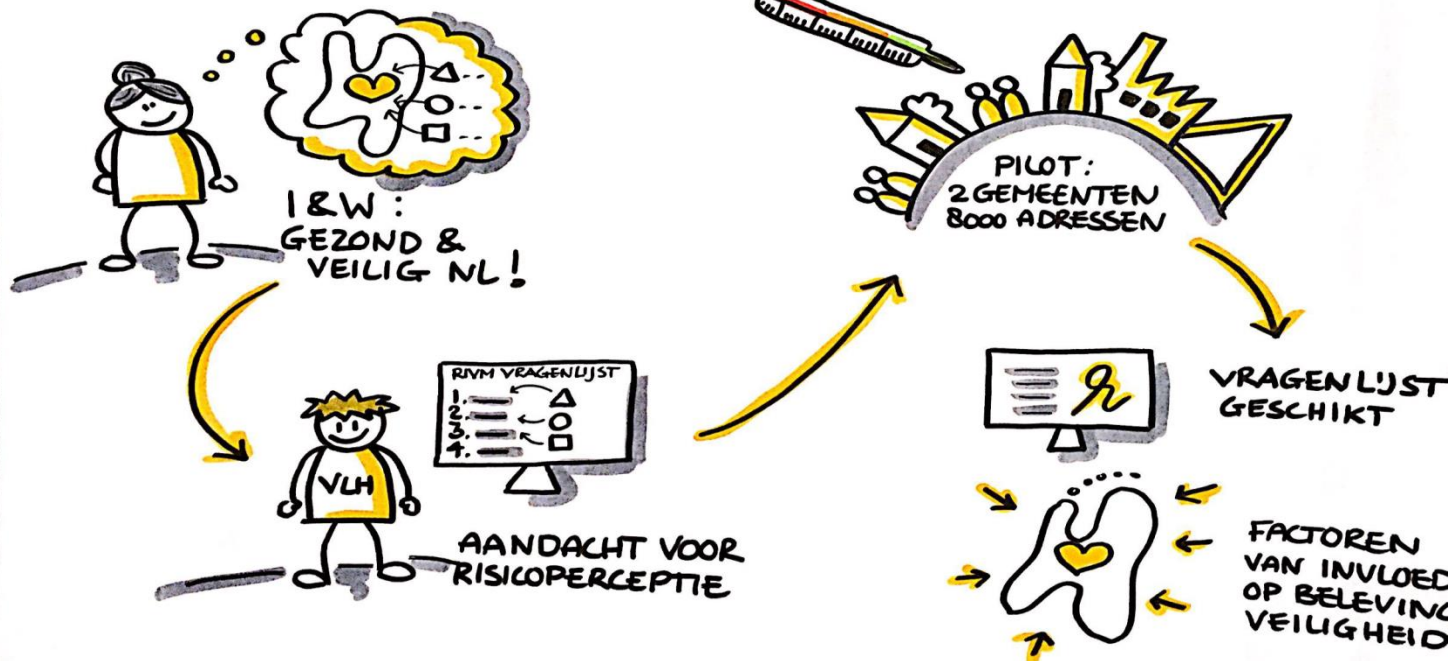 I&W:
GEZOND &
VEILIG NL!
VLH
RIVM VRAGENLIJST
1.
2.
3.
4.
AANDACHT VOOR
RISICOPERCEPTIE
PILOT:
2 GEMEENTEN
8000 ADRESSEN
VRAGENLIJST
GESCHIKT
FACTOREN
VAN INVLOED
OP BELEVING
VEILIGHEID